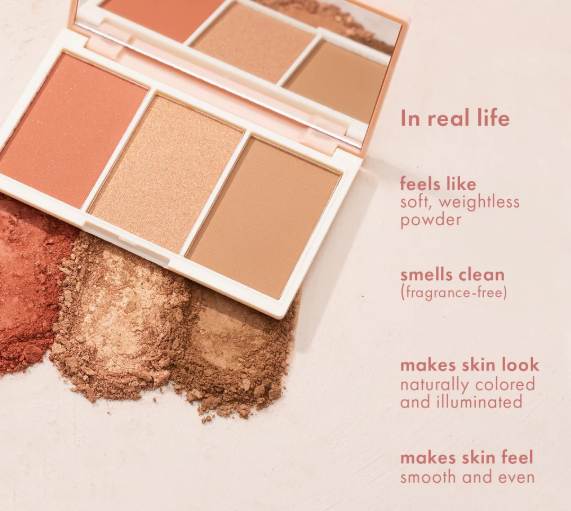 In real life
feels like
soft, weightless
powder
smells clean
(fragrance-free)
makes skin look
naturally colored
and illuminated
makes skin feel
smooth and even